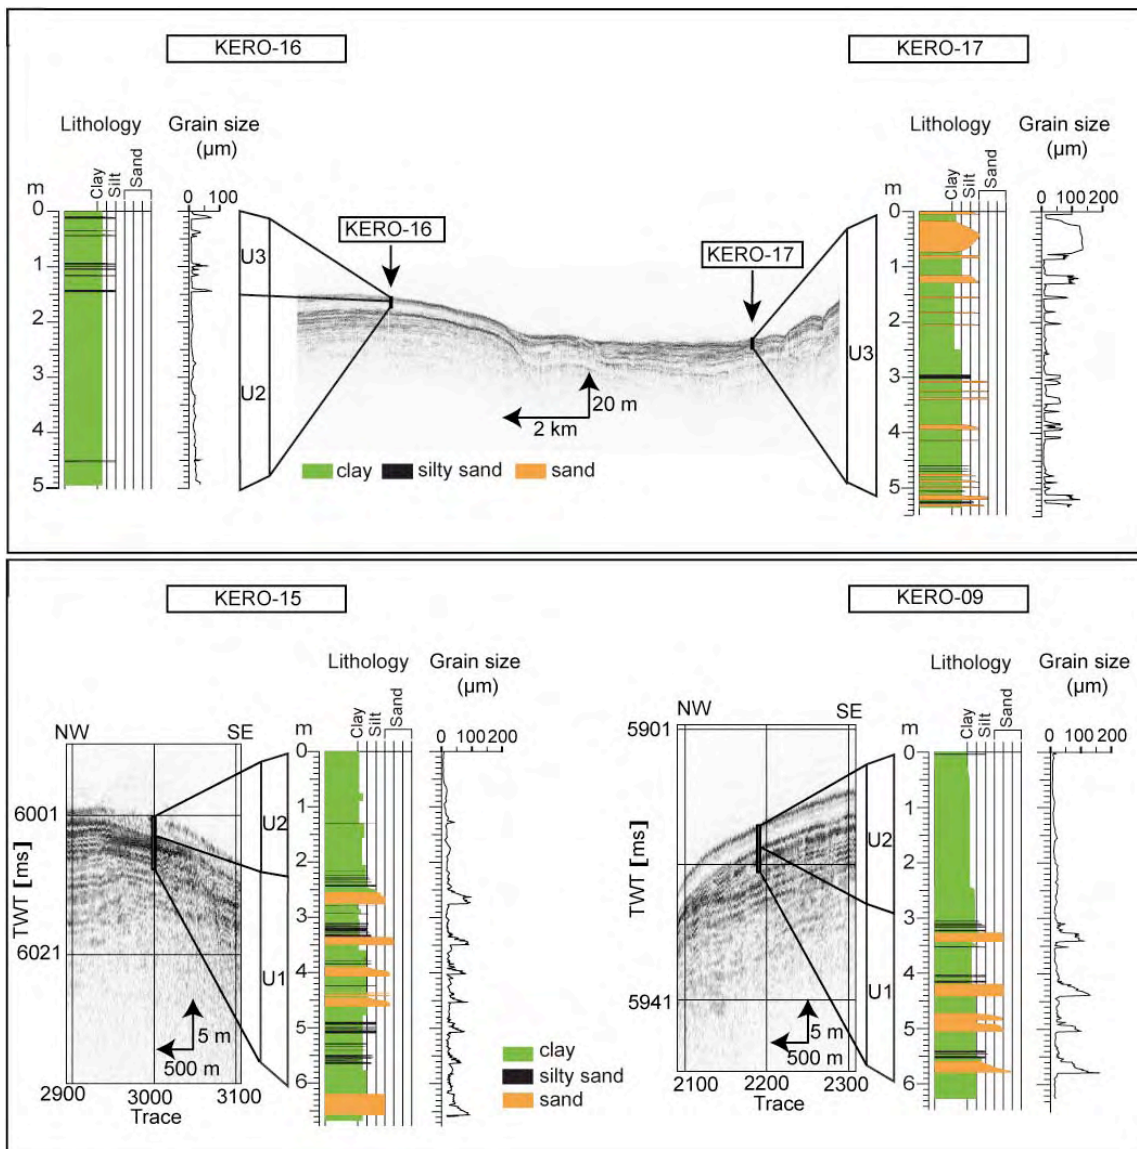 KERO-16
KERO-17
Lithology
Grain size
(µm)
Lithology
Grain size
(µm)
m
Clay
Silt
Sand
0 100
m
Clay
Silt
Sand
0 100 200
0
1
2
3
4
5
U3
U2
KERO-16
KERO-17
20 m
2 km
clay
silty sand
sand
U3
0
1
2
3
4
5
KERO-15
KERO-09
Lithology
Grain size
(µm)
Lithology
Grain size
(µm)
NW
SE
m
Clay
Silt
Sand
0 100 200
NW
SE
m
Clay
Silt
Sand
0 100 200
TWT [ms]
6001
6021
U2
U1
0
1
2
3
4
5
6
5 m
500 m
2900 3000 3100
Trace
clay
silty sand
sand
TWT [ms]
5901
5941
U2
U1
0
1
2
3
4
5
6
5 m
500 m
2100 2200 2300
Trace